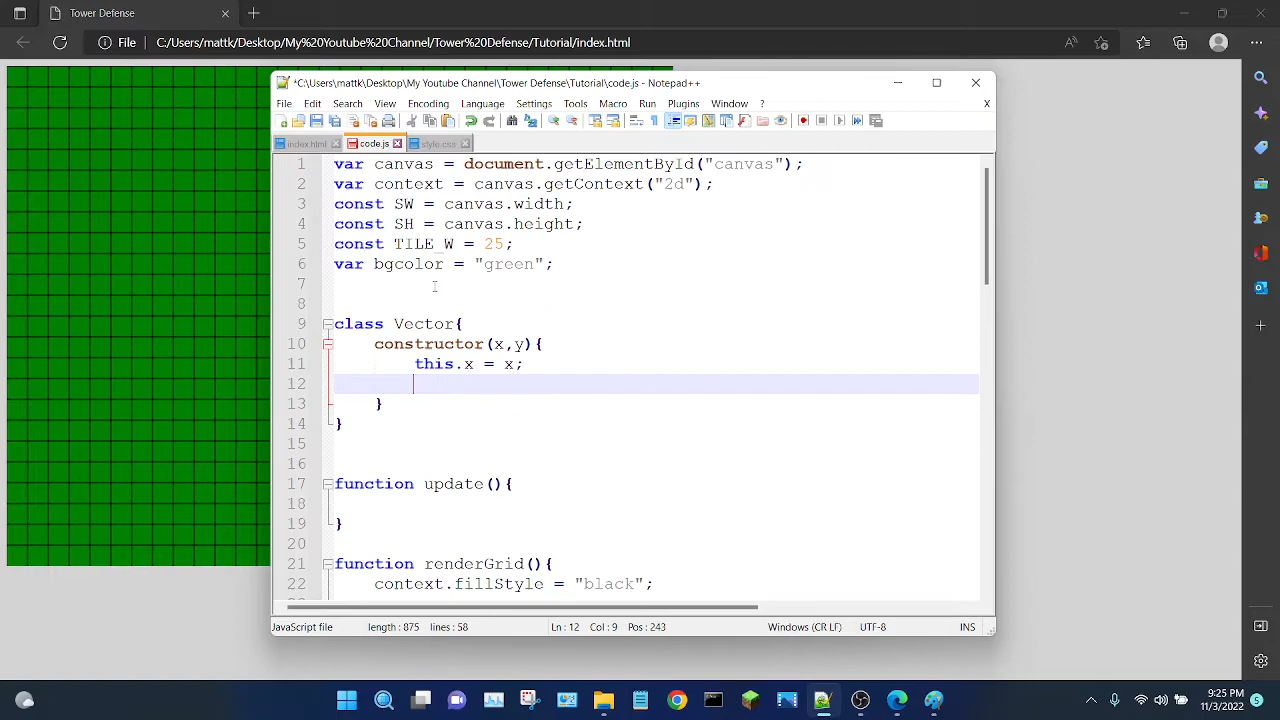 Tower Defense
File C:/Users/mattk/Desktop/My%20Youtube%20Channel/Tower%20Defense/Tutorial/index.html
*C:\Users\mattk\Desktop\My Youtube Channel\Tower Defense\Tutorial\code.js - Notepad++
File Edit Search View Encoding Language Settings Tools Macro Run Plugins Window ? X
index.html code.js style.css
1 var canvas = document.getElementById("canvas");
2 var context = canvas.getContext("2d");
3 const SW = canvas.width;
4 const SH = canvas.height;
5 const TILE_W = 25;
6 var bgcolor = "green";
7
8
9 class Vector{
10 constructor(x,y){
11 this.x = x;
12
13 }
14 }
15
16
17 function update(){
18
19 }
20
21 function renderGrid(){
22 context.fillStyle = "black";
JavaScript file length : 875 lines : 58 Ln : 12 Col : 9 Pos : 243 Windows (CR LF) UTF-8 INS
9:25 PM
11/3/2022